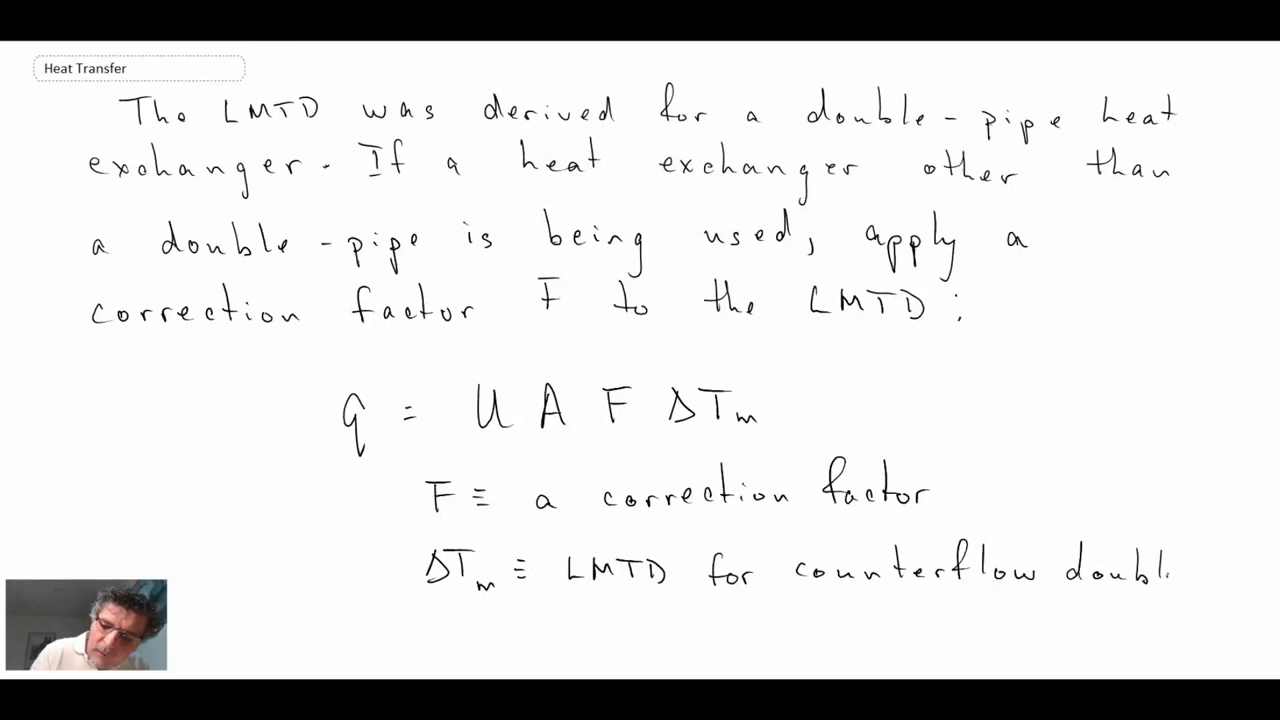 Heat Transfer
The LMTD was derived for a double-pipe heat
exchanger. If a heat exchanger other than
a double-pipe is being used, apply a
correction factor F to the LMTD:
q = U A F ΔTm
F ≡ a correction factor
ΔTm ≡ LMTD for counterflow doubl